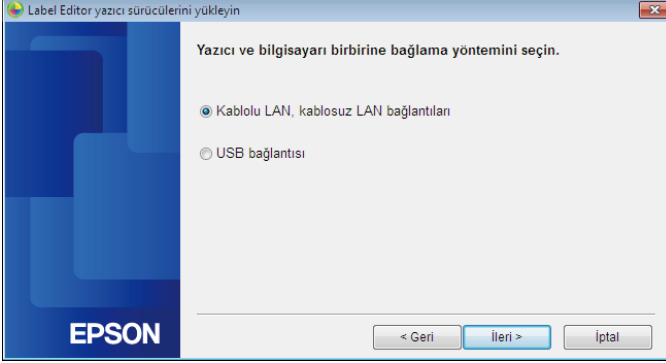 Label Editor yazıcı sürücülerini yükleyin
Yazıcı ve bilgisayarı birbirine bağlama yöntemini seçin.
Kablolu LAN, kablosuz LAN bağlantıları
USB bağlantısı
EPSON
< Geri
İleri >
İptal